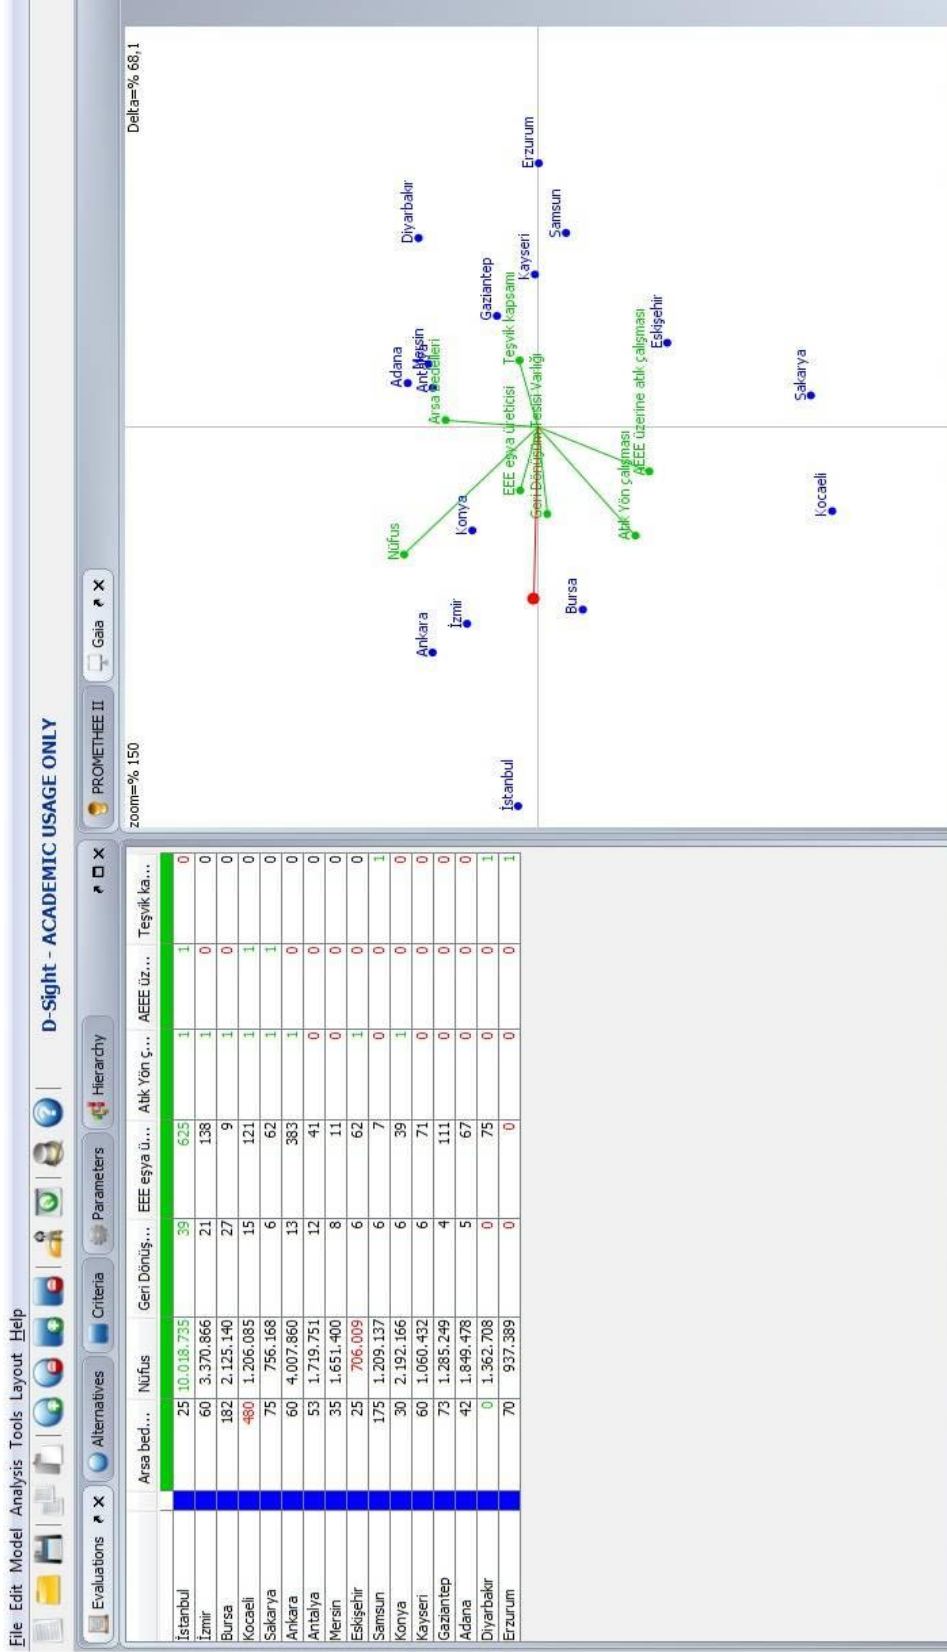 File Edit Model Analysis Tools Layout Help
D-Sight - ACADEMIC USAGE ONLY
Evaluations Alternatives Criteria Parameters Hierarchy
Arsa bed... Nüfus Geri Dönüş... EEE eşya ü... Atık Yön ç... AEEE üz... Teşvik ka...
İstanbul 25 10.018.735 39 625 1 1 0
İzmir 60 3.370.866 21 138 1 0 0
Bursa 182 2.125.140 27 9 1 0 0
Kocaeli 480 1.206.085 15 121 1 1 0
Sakarya 75 756.168 6 62 1 1 0
Ankara 60 4.007.860 13 383 1 0 0
Antalya 53 1.719.751 12 41 0 0 0
Mersin 35 1.651.400 8 11 0 0 0
Eskişehir 25 706.009 6 62 1 0 0
Samsun 175 1.209.137 6 7 0 0 1
Konya 30 2.192.166 6 39 1 0 0
Kayseri 60 1.060.432 6 71 0 0 0
Gaziantep 73 1.285.249 4 111 0 0 0
Adana 42 1.849.478 5 67 0 0 0
Diyarbakır 0 1.362.708 0 75 0 0 1
Erzurum 70 937.389 0 0 0 0 1
PROMETHEE II Gaia
zoom=% 150
Delta=% 68,1
Diyarbakır
Adana
Mersin
Antalya
Arsa bedelleri
Nüfus
Ankara
İzmir
Konya
Gaziantep
EEE eşya üreticisi
Teşvik kapsamı
Kayseri
Erzurum
İstanbul
Geri Dönüşüm Tesisi Varlığı
Samsun
Bursa
Atık Yön çalışması
AEEE üzerine atık çalışması
Eskişehir
Sakarya
Kocaeli